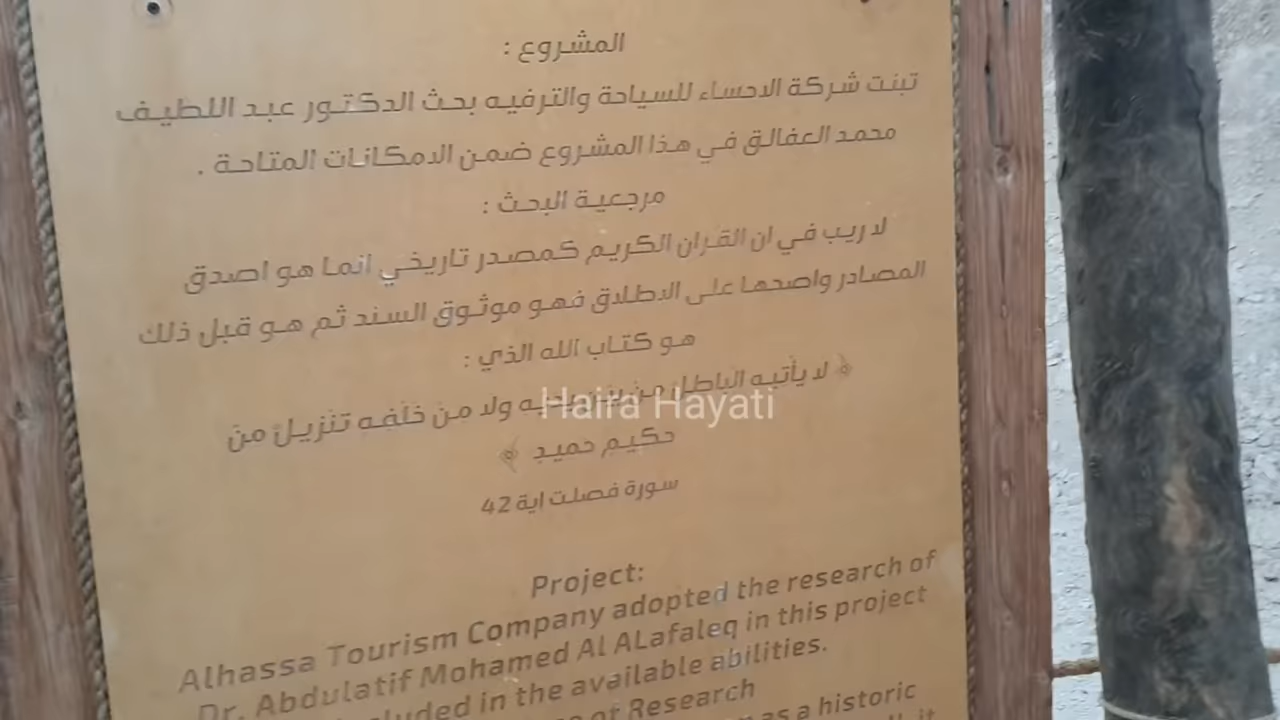 المشروع :
تبنت شركة الاحساء للسياحة والترفيه بحث الدكتور عبد اللطيف
محمد العفالق في هذا المشروع ضمن الامكانات المتاحة .
مرجعية البحث :
لا ريب في ان القران الكريم كمصدر تاريخي انما هو اصدق
المصادر واصحها على الاطلاق فهو موثوق السند ثم هو قبل ذلك
هو كتاب الله الذي :
﴿ لا يأتيه الباطل من بين يديه ولا من خلفه تنزيل من
حكيم حميد ﴾
سورة فصلت اية 42
Haira Hayati
Project:
Alhassa Tourism Company adopted the research of
Dr. Abdulatif Mohamed Al ALafaleq in this project
in the available abilities.
Research
as a historic